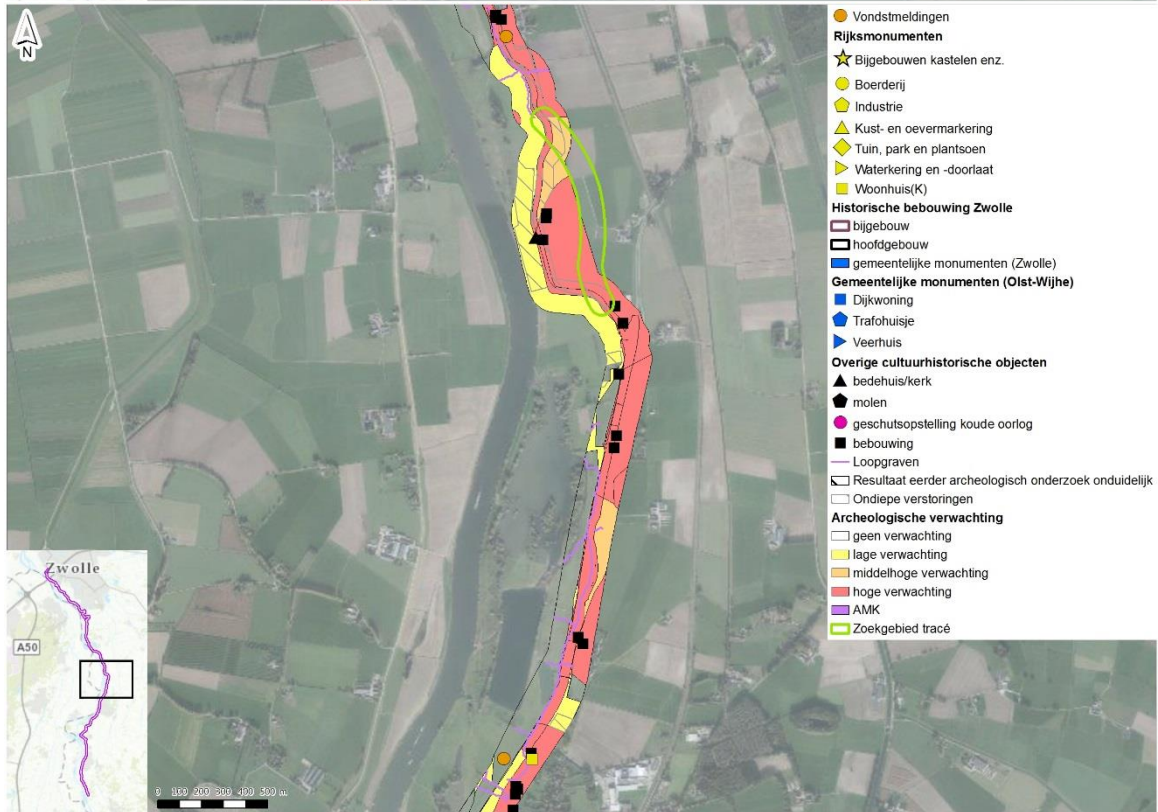 N
Vondstmeldingen
Rijksmonumenten
Bijgebouwen kastelen enz.
Boerderij
Industrie
Kust- en oevermarkering
Tuin, park en plantsoen
Waterkering en -doorlaat
Woonhuis(K)
Historische bebouwing Zwolle
bijgebouw
hoofdgebouw
gemeentelijke monumenten (Zwolle)
Gemeentelijke monumenten (Olst-Wijhe)
Dijkwoning
Trafohuisje
Veerhuis
Overige cultuurhistorische objecten
bedehuis/kerk
molen
geschutsopstelling koude oorlog
bebouwing
Loopgraven
Resultaat eerder archeologisch onderzoek onduidelijk
Ondiepe verstoringen
Archeologische verwachting
geen verwachting
lage verwachting
middelhoge verwachting
hoge verwachting
AMK
Zoekgebied tracé
Zwolle
A50
0 100 200 300 400 500 m